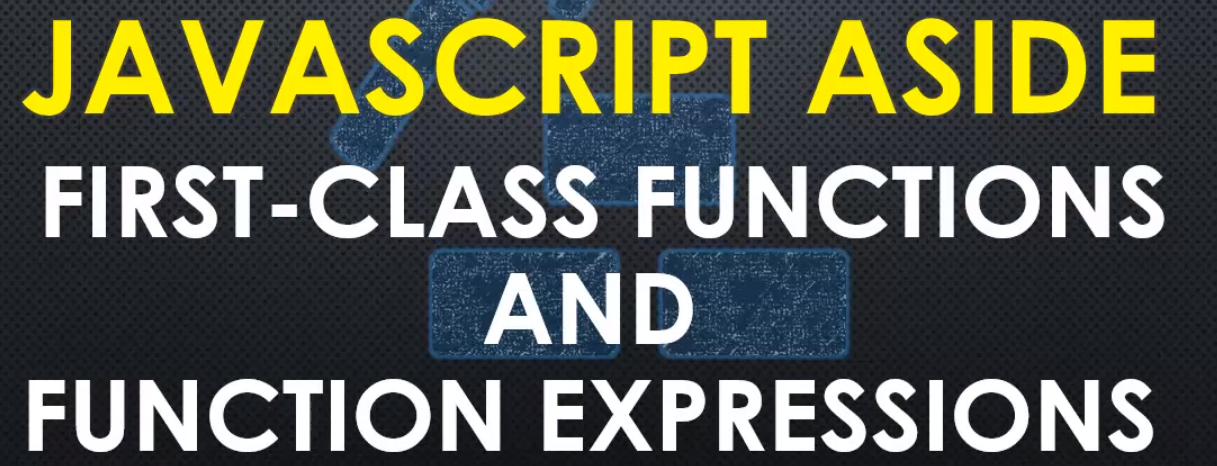 JAVASCRIPT ASIDE
FIRST-CLASS FUNCTIONS
AND
FUNCTION EXPRESSIONS